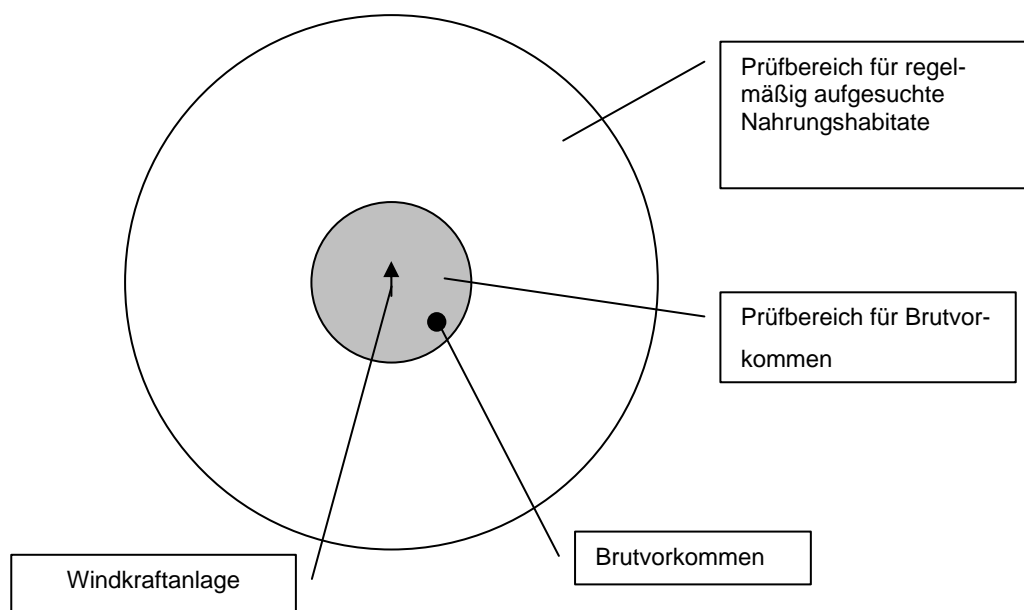 Prüfbereich für regel-
mäßig aufgesuchte
Nahrungshabitate
Prüfbereich für Brutvor-
kommen
Brutvorkommen
Windkraftanlage